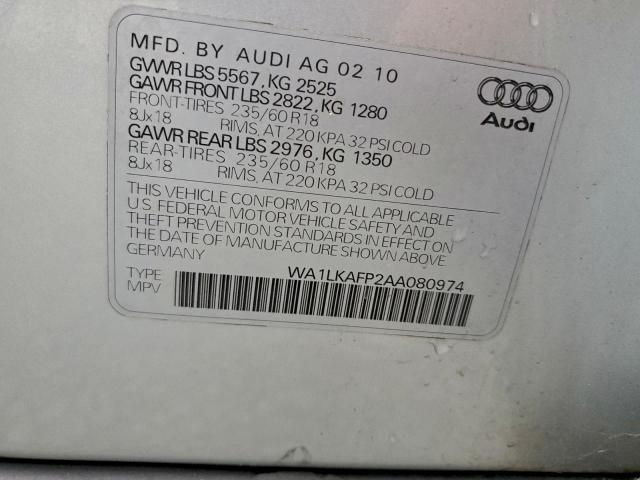 MFD. BY AUDI AG 02 10
GVWR LBS 5567, KG 2525
GAWR FRONT LBS 2822, KG 1280
FRONT-TIRES 235/60 R18
8Jx18 RIMS, AT 220 KPA 32 PSI COLD
GAWR REAR LBS 2976, KG 1350
REAR-TIRES 235/60 R18
8Jx18 RIMS, AT 220 KPA 32 PSI COLD
THIS VEHICLE CONFORMS TO ALL APPLICABLE
U.S. FEDERAL MOTOR VEHICLE SAFETY AND
THEFT PREVENTION STANDARDS IN EFFECT ON
THE DATE OF MANUFACTURE SHOWN ABOVE
GERMANY
Audi
WA1LKAFP2AA080974
TYPE
MPV